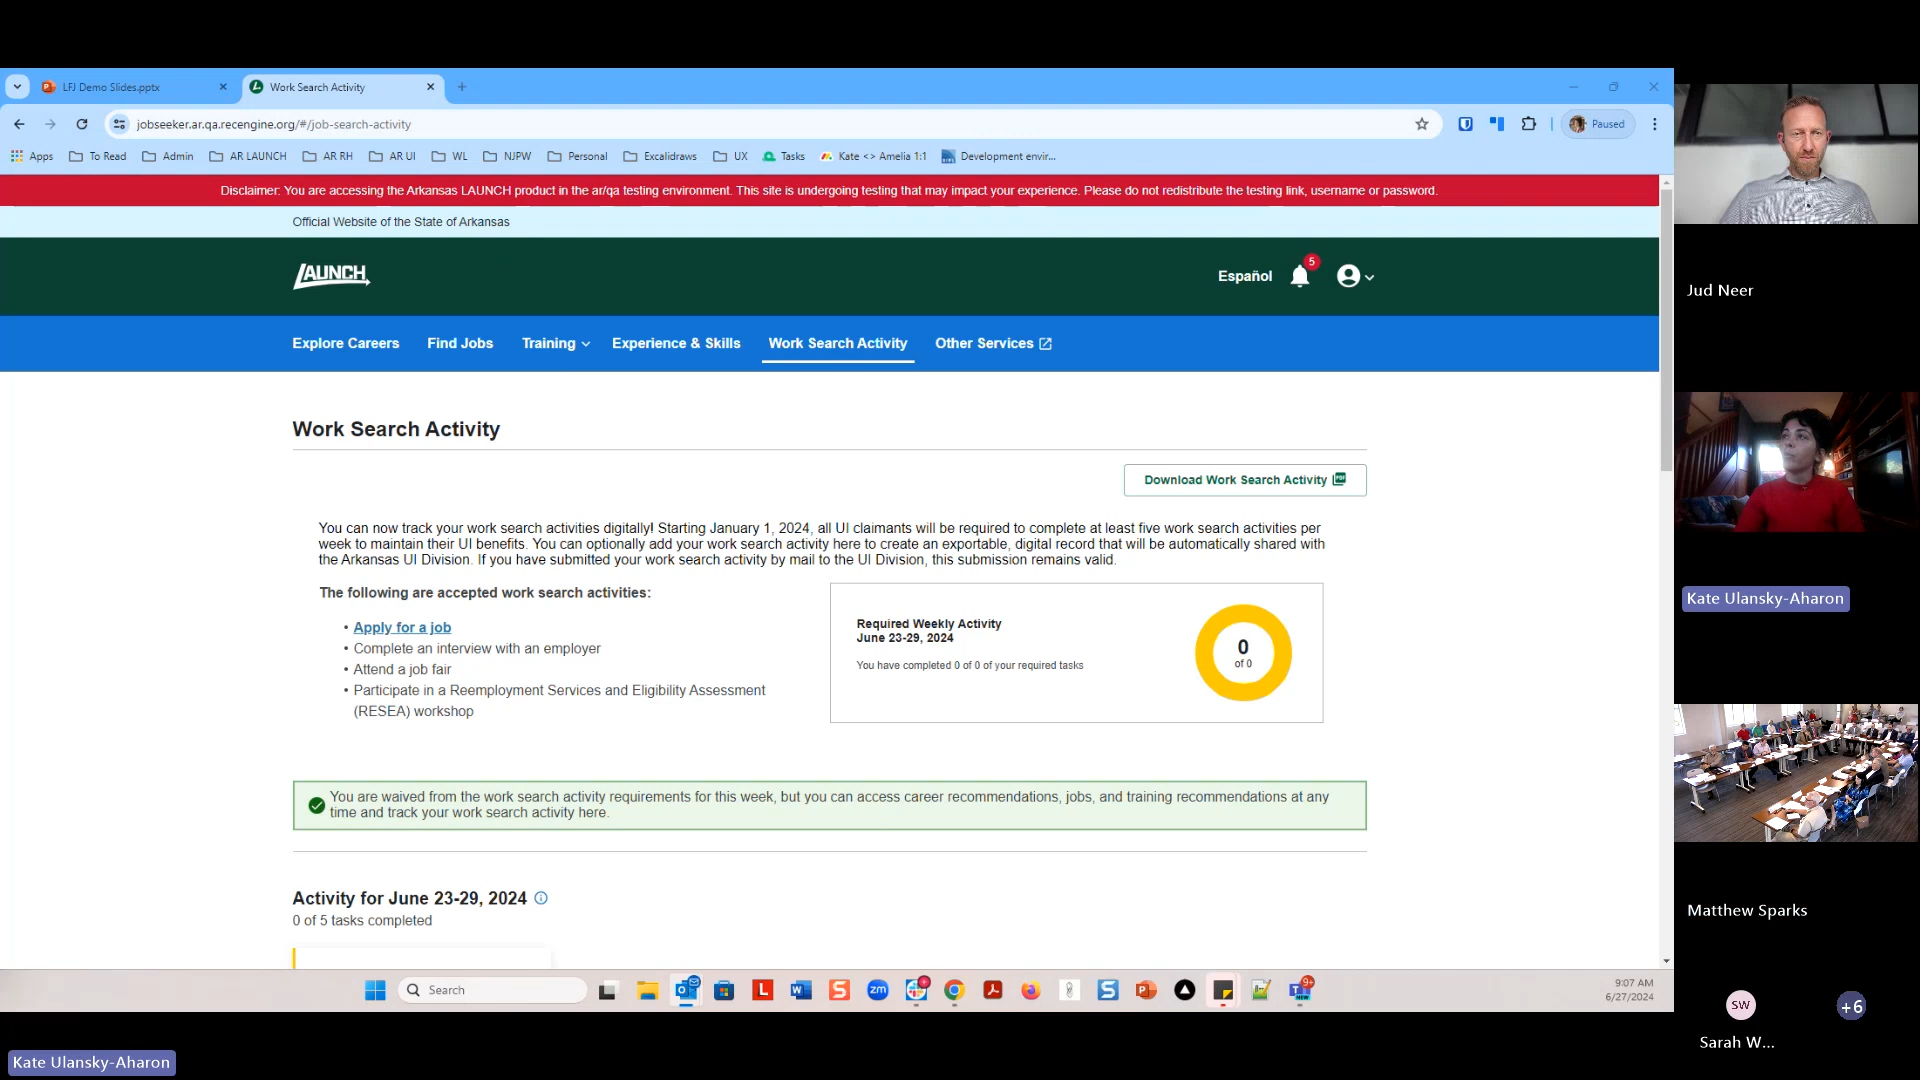 LFJ Demo Slides.pptx
Work Search Activity
jobseeker.ar.qa.recengine.org/#/job-search-activity
Paused
Apps To Read Admin AR LAUNCH AR RH AR UI WL NJPW Personal Excalidraws UX Tasks Kate <> Amelia 1:1 Development envir...
Disclaimer: You are accessing the Arkansas LAUNCH product in the ar/qa testing environment. This site is undergoing testing that may impact your experience. Please do not redistribute the testing link, username or password.
Official Website of the State of Arkansas
LAUNCH
Español
5
Explore Careers Find Jobs Training Experience & Skills Work Search Activity Other Services
Work Search Activity
Download Work Search Activity
You can now track your work search activities digitally! Starting January 1, 2024, all UI claimants will be required to complete at least five work search activities per
week to maintain their UI benefits. You can optionally add your work search activity here to create an exportable, digital record that will be automatically shared with
the Arkansas UI Division. If you have submitted your work search activity by mail to the UI Division, this submission remains valid.
The following are accepted work search activities:
• Apply for a job
• Complete an interview with an employer
• Attend a job fair
• Participate in a Reemployment Services and Eligibility Assessment
(RESEA) workshop
Required Weekly Activity
June 23-29, 2024
You have completed 0 of 0 of your required tasks
0
of 0
You are waived from the work search activity requirements for this week, but you can access career recommendations, jobs, and training recommendations at any
time and track your work search activity here.
Activity for June 23-29, 2024
0 of 5 tasks completed
Search
9:07 AM
6/27/2024
Kate Ulansky-Aharon
Jud Neer
Kate Ulansky-Aharon
Matthew Sparks
SW
+6
Sarah W...